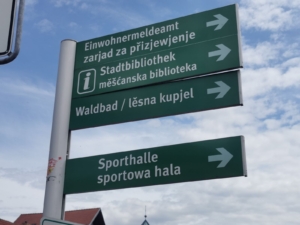 Einwohnermeldeamt
zarjad za přizjewjenje
Stadtbibliothek
měšćanska biblioteka
Waldbad / lěsna kupjel
Sporthalle
sportowa hala